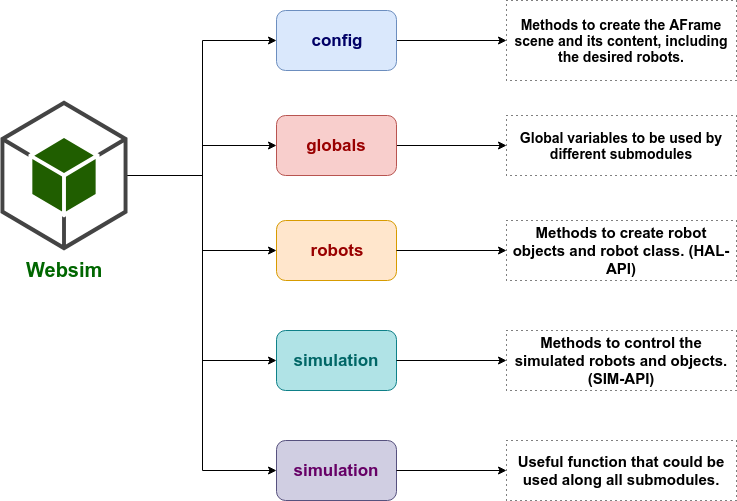 config
Methods to create the AFrame
scene and its content, including
the desired robots.
globals
Global variables to be used by
different submodules
Websim
robots
Methods to create robot
objects and robot class. (HAL-
API)
simulation
Methods to control the
simulated robots and objects.
(SIM-API)
simulation
Useful function that could be
used along all submodules.